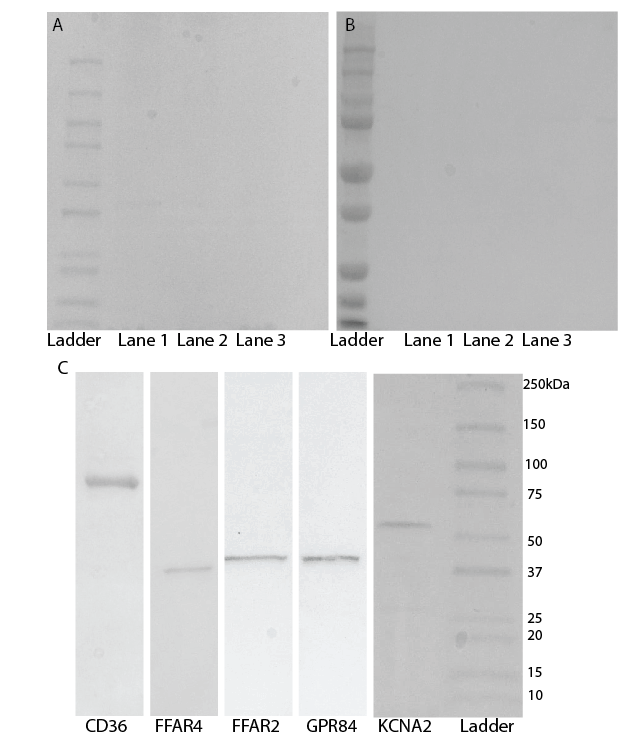 A
B
Ladder Lane 1 Lane 2 Lane 3
Ladder Lane 1 Lane 2 Lane 3
C
250kDa
150
100
75
50
37
25
20
15
10
CD36 FFAR4 FFAR2 GPR84 KCNA2 Ladder